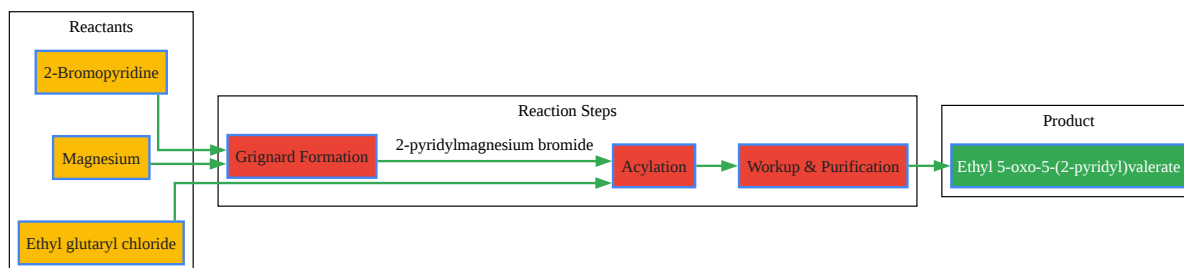 Reactants
2-Bromopyridine
Magnesium
Ethyl glutaryl chloride
Reaction Steps
Grignard Formation
2-pyridylmagnesium bromide
Acylation
Workup & Purification
Product
Ethyl 5-oxo-5-(2-pyridyl)valerate